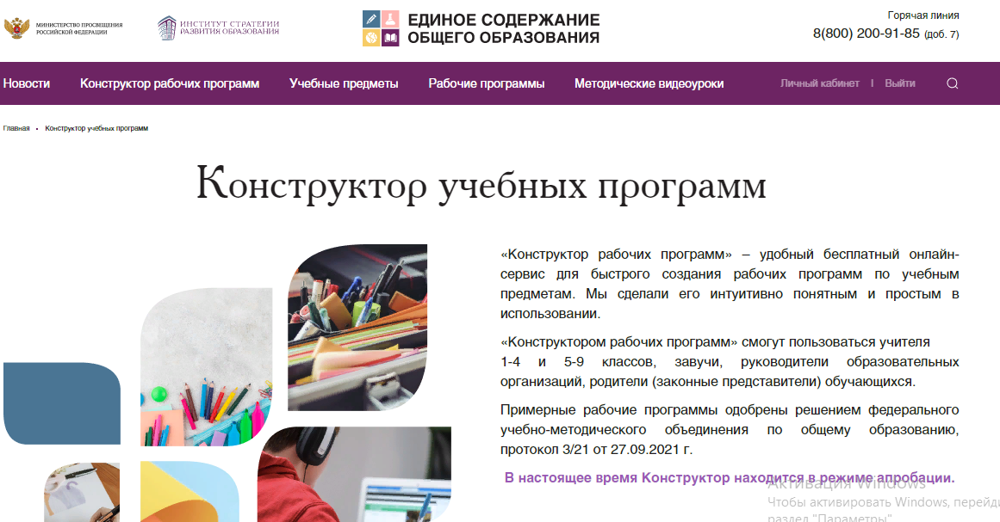 МИНИСТЕРСТВО ПРОСВЕЩЕНИЯ
РОССИЙСКОЙ ФЕДЕРАЦИИ
ИНСТИТУТ СТРАТЕГИИ
РАЗВИТИЯ ОБРАЗОВАНИЯ
ЕДИНОЕ СОДЕРЖАНИЕ
ОБЩЕГО ОБРАЗОВАНИЯ
Горячая линия
8(800) 200-91-85 (доб. 7)
Новости Конструктор рабочих программ Учебные предметы Рабочие программы Методические видеоуроки Личный кабинет | Выйти
Главная • Конструктор учебных программ
Конструктор учебных программ
«Конструктор рабочих программ» – удобный бесплатный онлайн-
сервис для быстрого создания рабочих программ по учебным
предметам. Мы сделали его интуитивно понятным и простым в
использовании.
«Конструктором рабочих программ» смогут пользоваться учителя
1-4 и 5-9 классов, завучи, руководители образовательных
организаций, родители (законные представители) обучающихся.
Примерные рабочие программы одобрены решением федерального
учебно-методического объединения по общему образованию,
протокол 3/21 от 27.09.2021 г.
В настоящее время Конструктор находится в режиме апробации.
Активация Windows
Чтобы активировать Windows, перейди
раздел "Параметры"